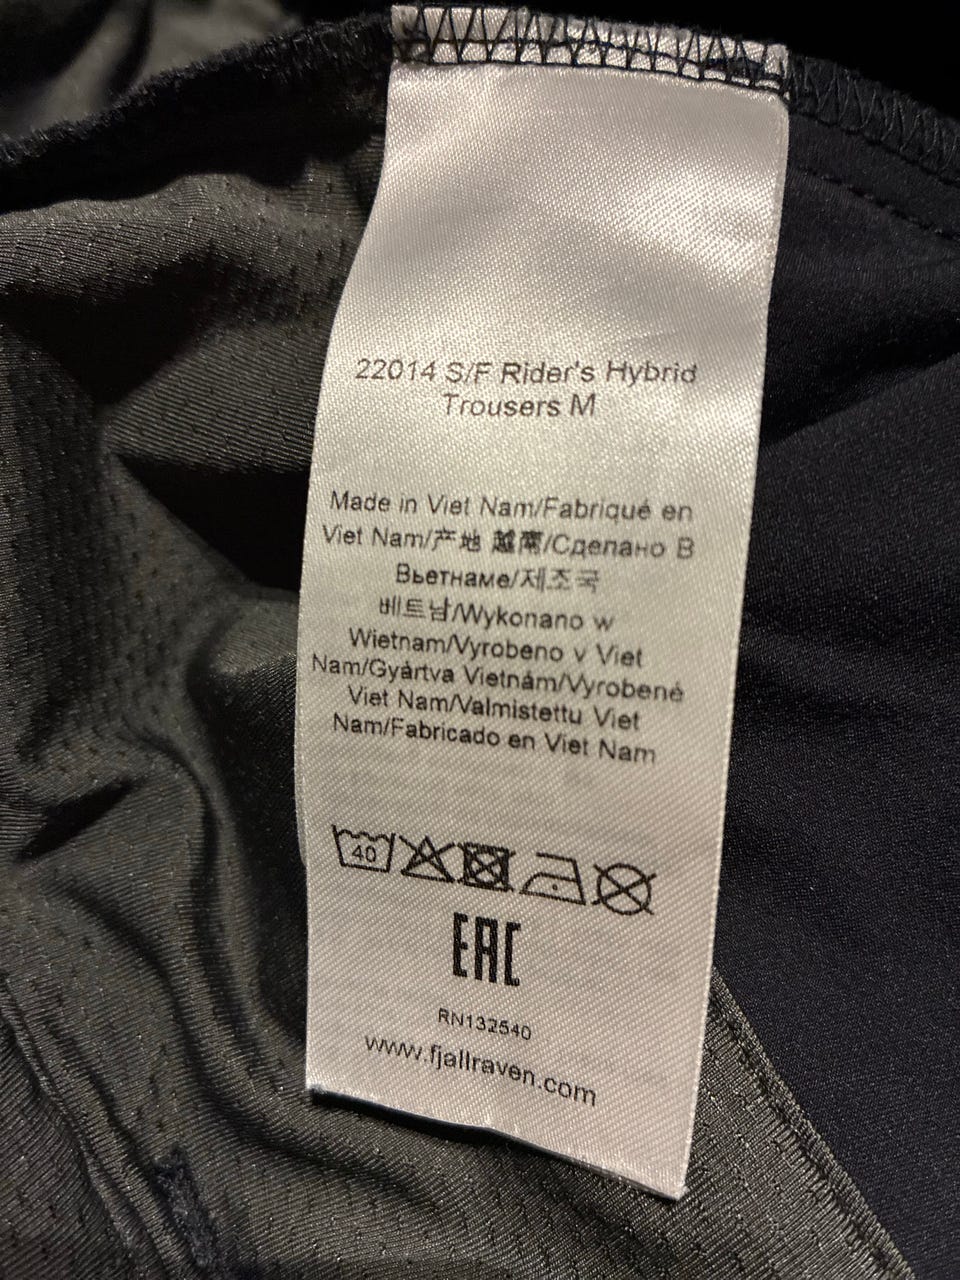 22014 S/F Rider's Hybrid
Trousers M
Made in Viet Nam/Fabriqué en
Viet Nam/产地 越南/Сделано В
Вьетнаме/제조국
베트남/Wykonano w
Wietnam/Vyrobeno v Viet
Nam/Gyártva Vietnám/Vyrobené
Viet Nam/Valmistettu Viet
Nam/Fabricado en Viet Nam
40
EAC
RN132540
www.fjallraven.com